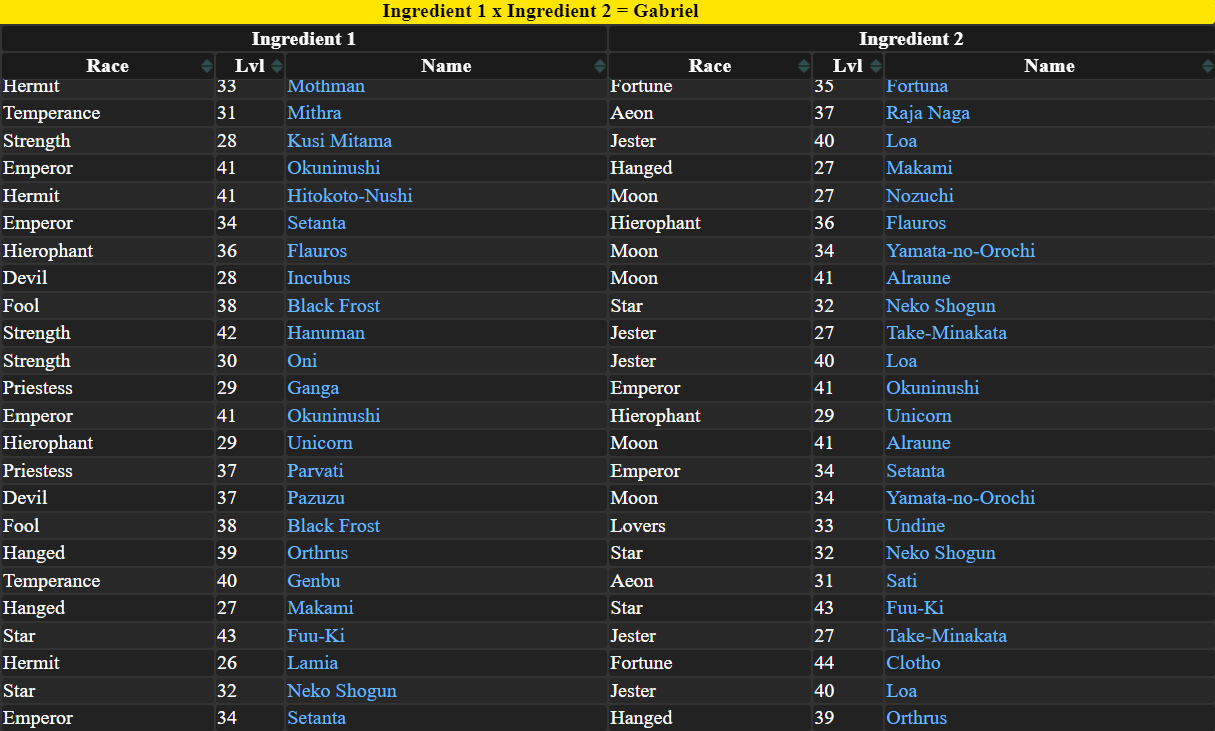 Ingredient 1 x Ingredient 2 = Gabriel
Ingredient 1 Ingredient 2
Race Lvl Name Race Lvl Name
Hermit 33 Mothman Fortune 35 Fortuna
Temperance 31 Mithra Aeon 37 Raja Naga
Strength 28 Kusi Mitama Jester 40 Loa
Emperor 41 Okuninushi Hanged 27 Makami
Hermit 41 Hitokoto-Nushi Moon 27 Nozuchi
Emperor 34 Setanta Hierophant 36 Flauros
Hierophant 36 Flauros Moon 34 Yamata-no-Orochi
Devil 28 Incubus Moon 41 Alraune
Fool 38 Black Frost Star 32 Neko Shogun
Strength 42 Hanuman Jester 27 Take-Minakata
Strength 30 Oni Jester 40 Loa
Priestess 29 Ganga Emperor 41 Okuninushi
Emperor 41 Okuninushi Hierophant 29 Unicorn
Hierophant 29 Unicorn Moon 41 Alraune
Priestess 37 Parvati Emperor 34 Setanta
Devil 37 Pazuzu Moon 34 Yamata-no-Orochi
Fool 38 Black Frost Lovers 33 Undine
Hanged 39 Orthrus Star 32 Neko Shogun
Temperance 40 Genbu Aeon 31 Sati
Hanged 27 Makami Star 43 Fuu-Ki
Star 43 Fuu-Ki Jester 27 Take-Minakata
Hermit 26 Lamia Fortune 44 Clotho
Star 32 Neko Shogun Jester 40 Loa
Emperor 34 Setanta Hanged 39 Orthrus